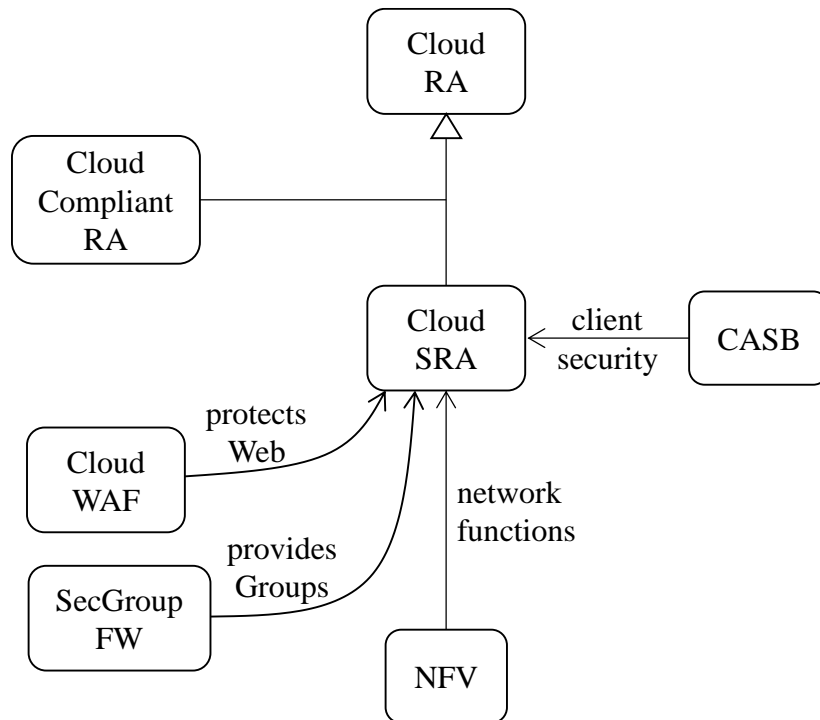 Cloud
RA
Cloud
Compliant
RA
Cloud
SRA
client
security
CASB
protects
Web
Cloud
WAF
network
functions
provides
Groups
SecGroup
FW
NFV